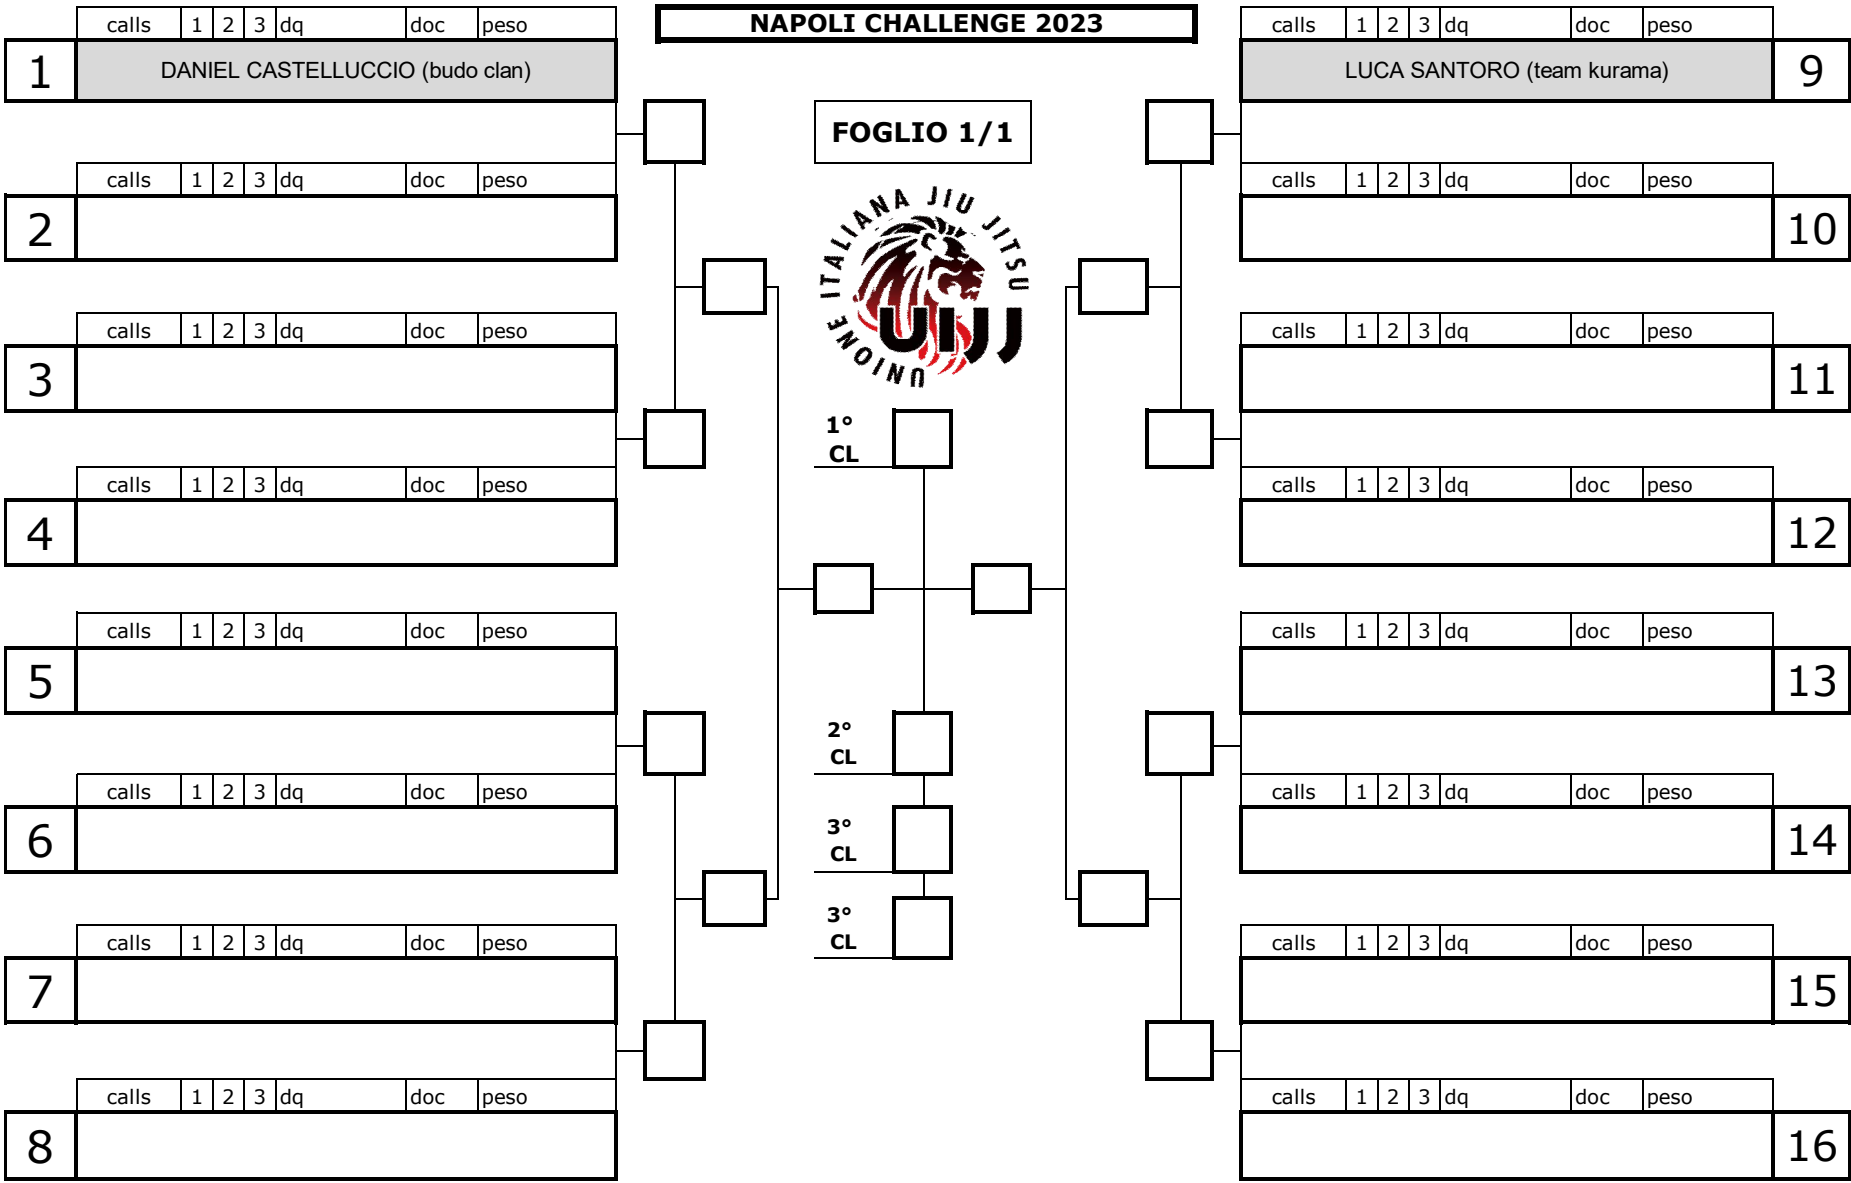 calls 1 2 3 dq doc peso
NAPOLI CHALLENGE 2023
calls 1 2 3 dq doc peso
1 DANIEL CASTELLUCCIO (budo clan)
LUCA SANTORO (team kurama) 9
FOGLIO 1/1
calls 1 2 3 dq doc peso
calls 1 2 3 dq doc peso
2
10
UNIONE ITALIANA JIU JITSU
UIJJ
calls 1 2 3 dq doc peso
calls 1 2 3 dq doc peso
3
11
1°
CL
calls 1 2 3 dq doc peso
calls 1 2 3 dq doc peso
4
12
calls 1 2 3 dq doc peso
calls 1 2 3 dq doc peso
5
13
2°
CL
calls 1 2 3 dq doc peso
calls 1 2 3 dq doc peso
6
14
3°
CL
3°
CL
calls 1 2 3 dq doc peso
calls 1 2 3 dq doc peso
7
15
calls 1 2 3 dq doc peso
calls 1 2 3 dq doc peso
8
16